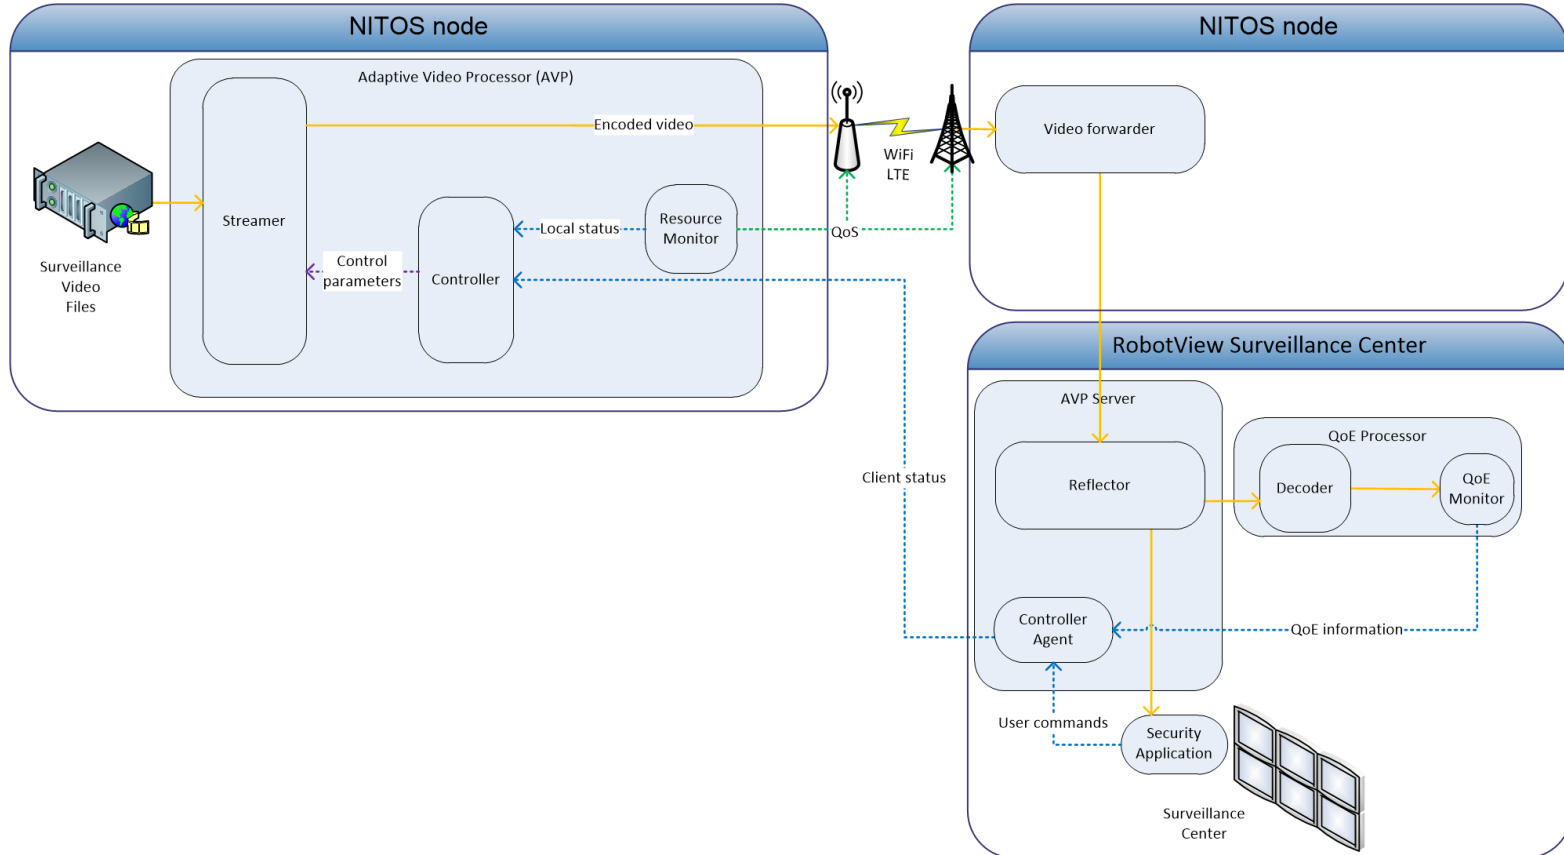 NITOS node
NITOS node
Adaptive Video Processor (AVP)
Encoded video
Video forwarder
WiFi
LTE
Streamer
Local status
Resource
Monitor
QoS
Control
parameters
Controller
Surveillance
Video
Files
RobotView Surveillance Center
AVP Server
QoE Processor
Client status
Reflector
Decoder
QoE
Monitor
Controller
Agent
QoE information
User commands
Security
Application
Surveillance
Center